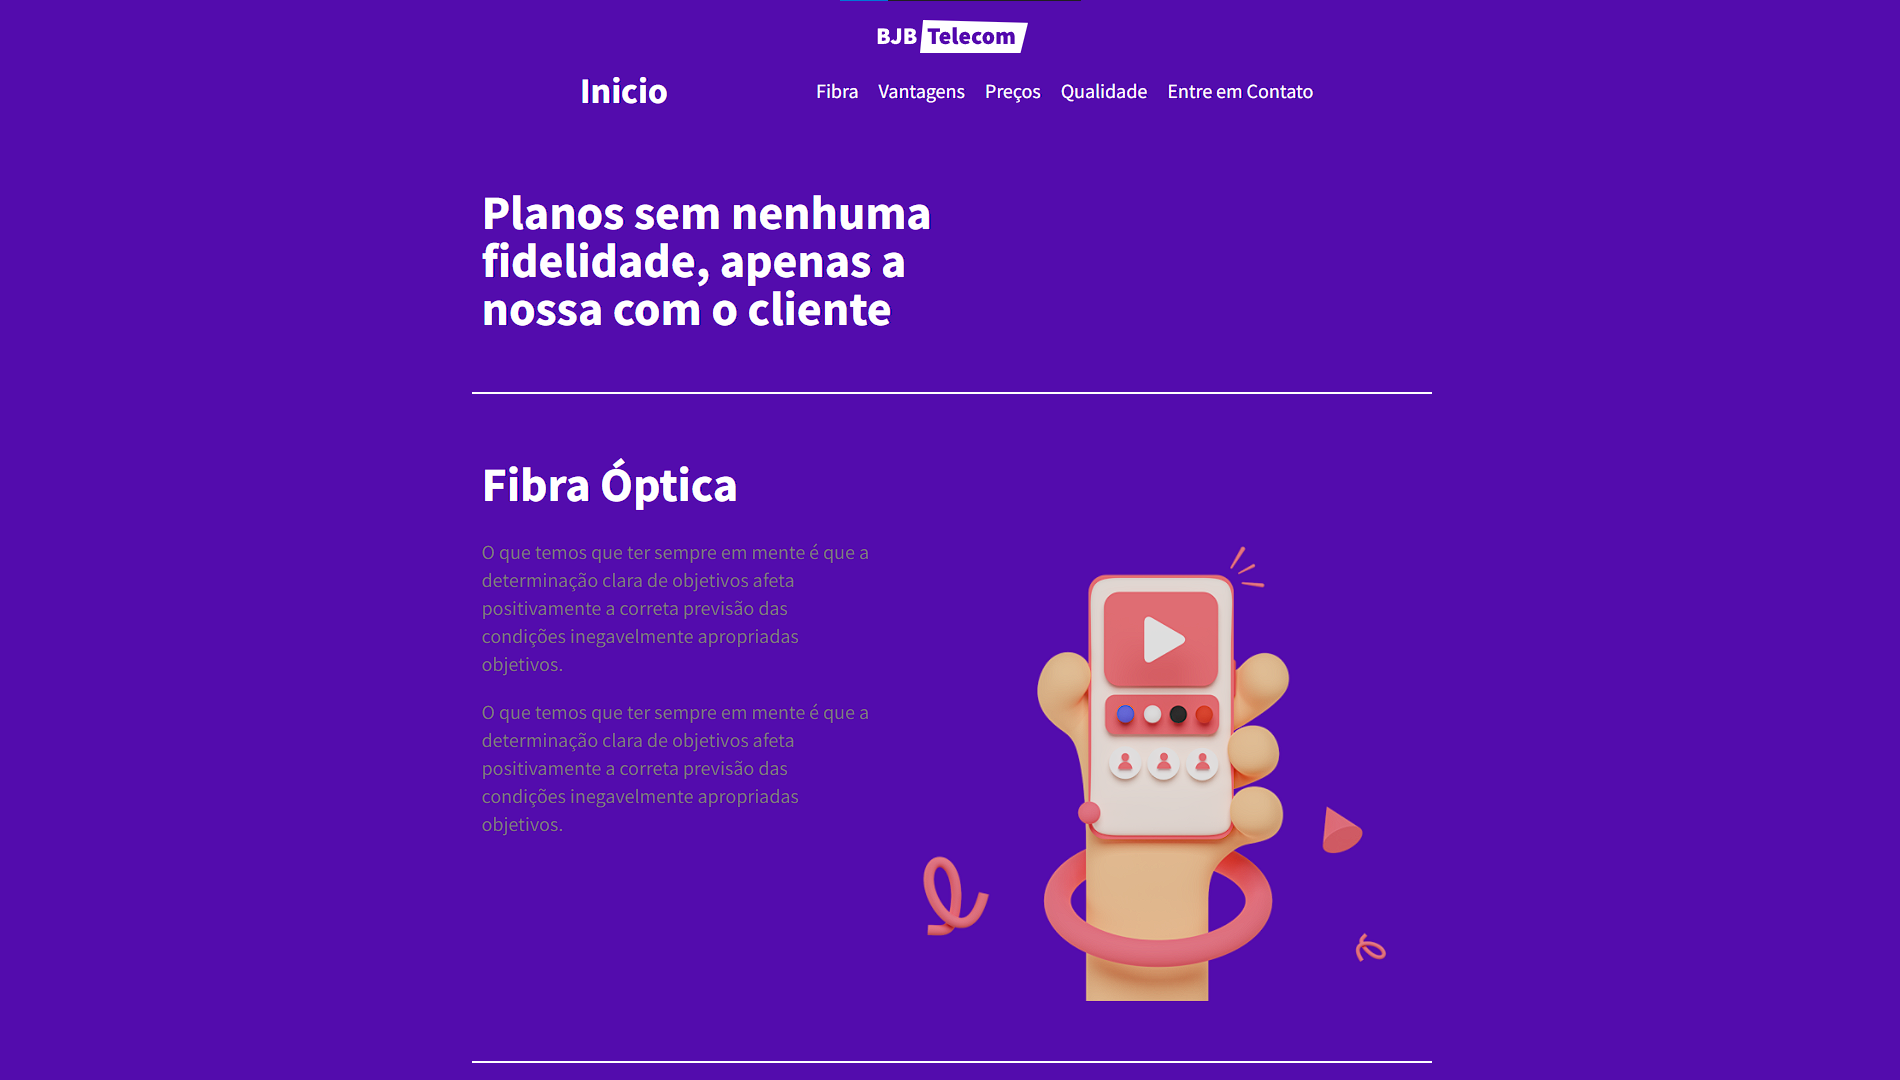 BJB Telecom
Inicio
Fibra Vantagens Preços Qualidade Entre em Contato
Planos sem nenhuma
fidelidade, apenas a
nossa com o cliente
Fibra Óptica
O que temos que ter sempre em mente é que a
determinação clara de objetivos afeta
positivamente a correta previsão das
condições inegavelmente apropriadas
objetivos.
O que temos que ter sempre em mente é que a
determinação clara de objetivos afeta
positivamente a correta previsão das
condições inegavelmente apropriadas
objetivos.